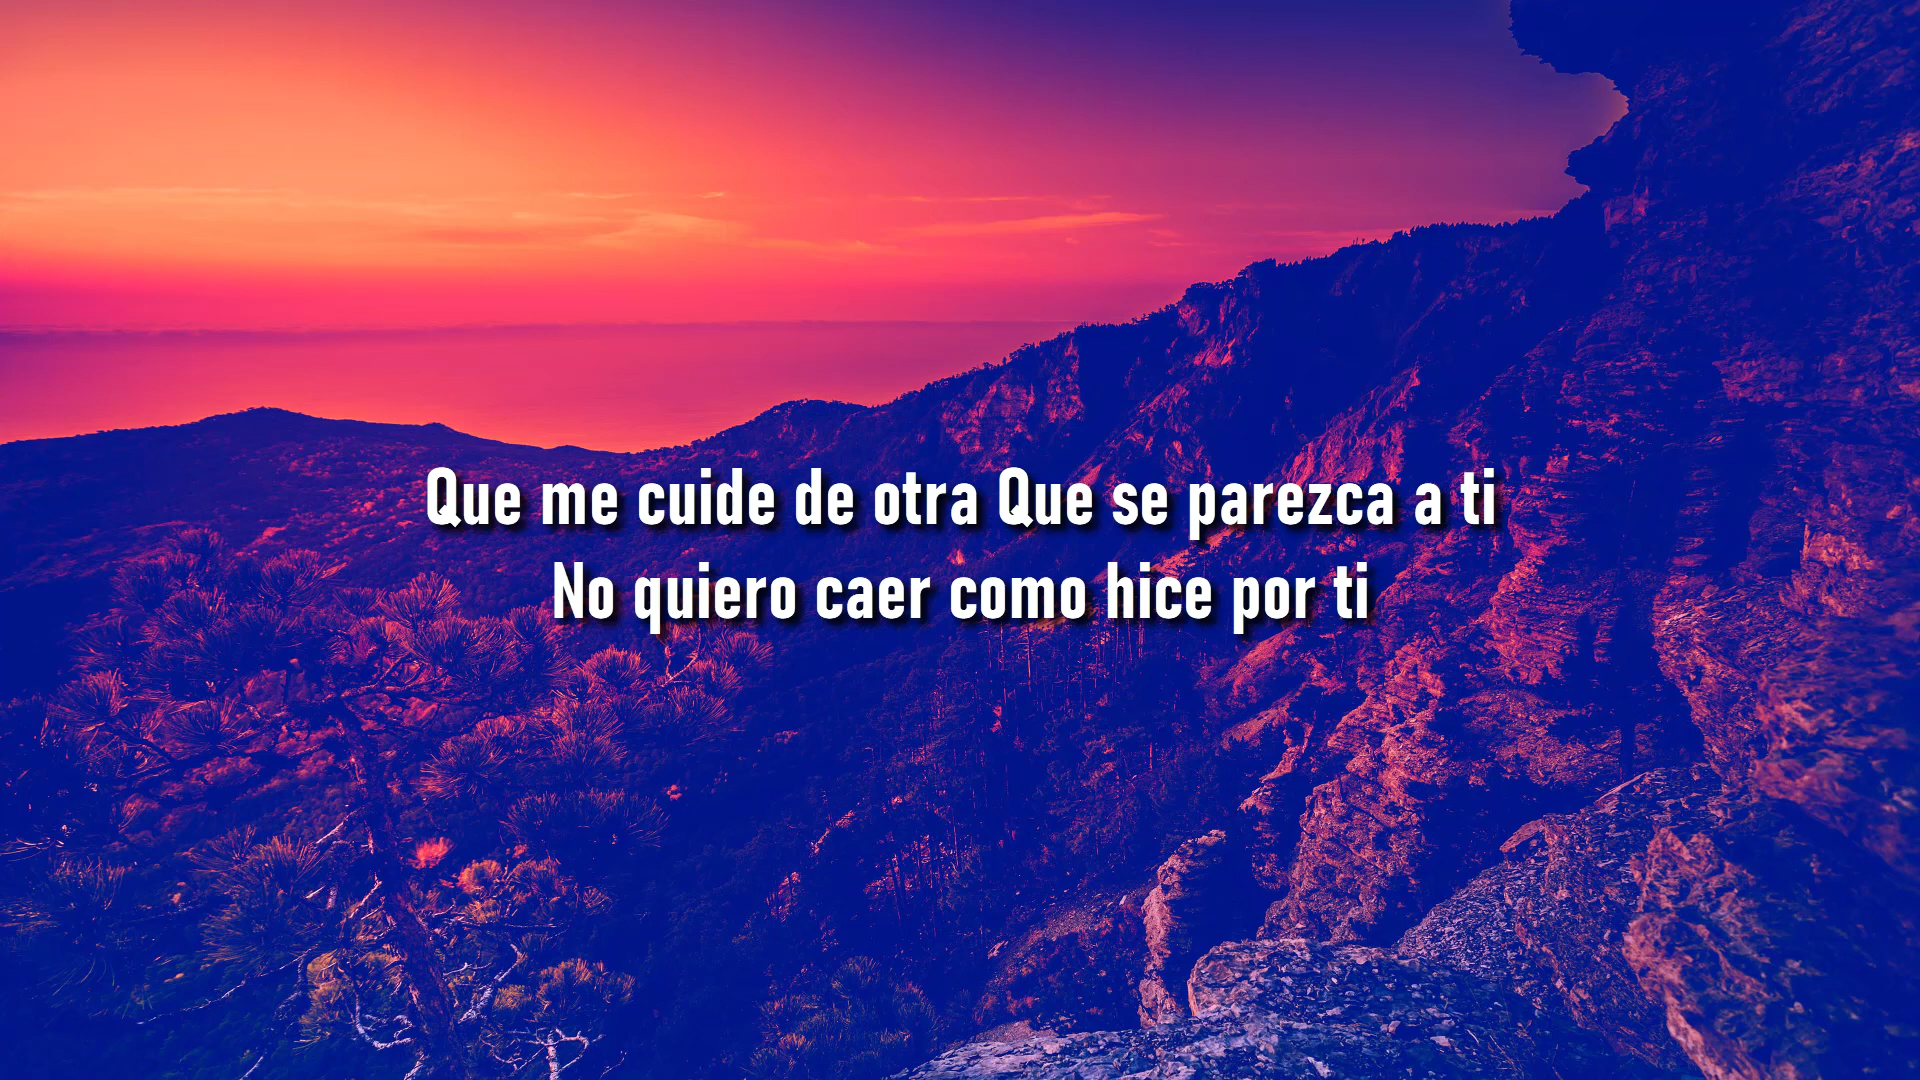 Que me cuide de otra Que se parezca a ti
No quiero caer como hice por ti